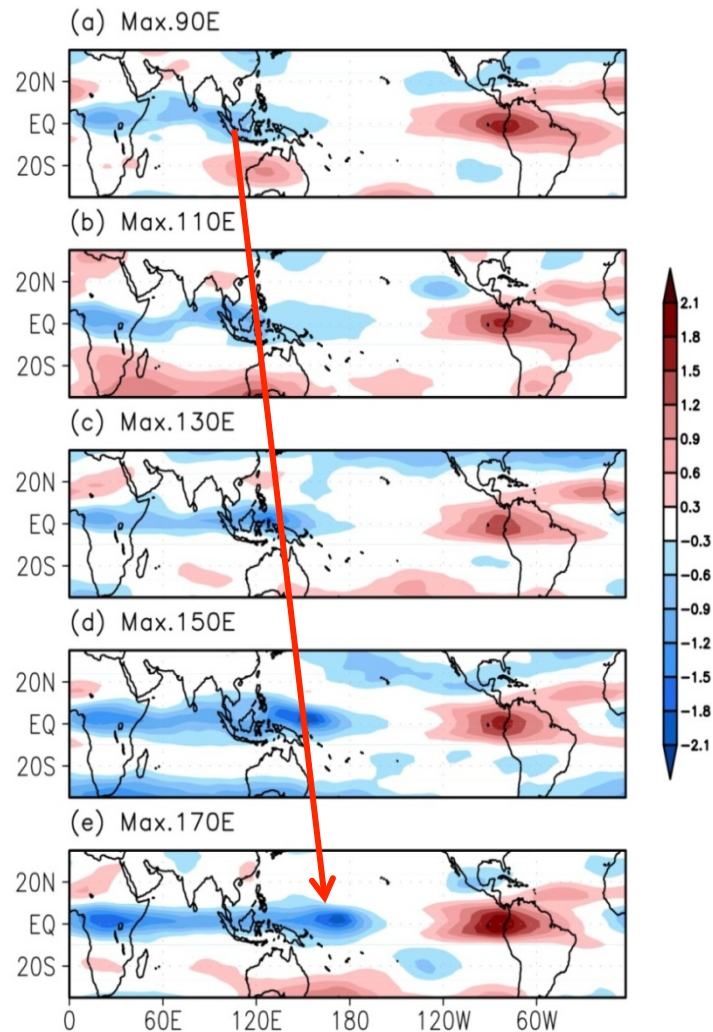 (a) Max.90E
20N
EQ
20S
(b) Max.110E
20N
EQ
20S
(c) Max.130E
20N
EQ
20S
(d) Max.150E
20N
EQ
20S
(e) Max.170E
20N
EQ
20S
0 60E 120E 180 120W 60W
2.1
1.8
1.5
1.2
0.9
0.6
0.3
-0.3
-0.6
-0.9
-1.2
-1.5
-1.8
-2.1